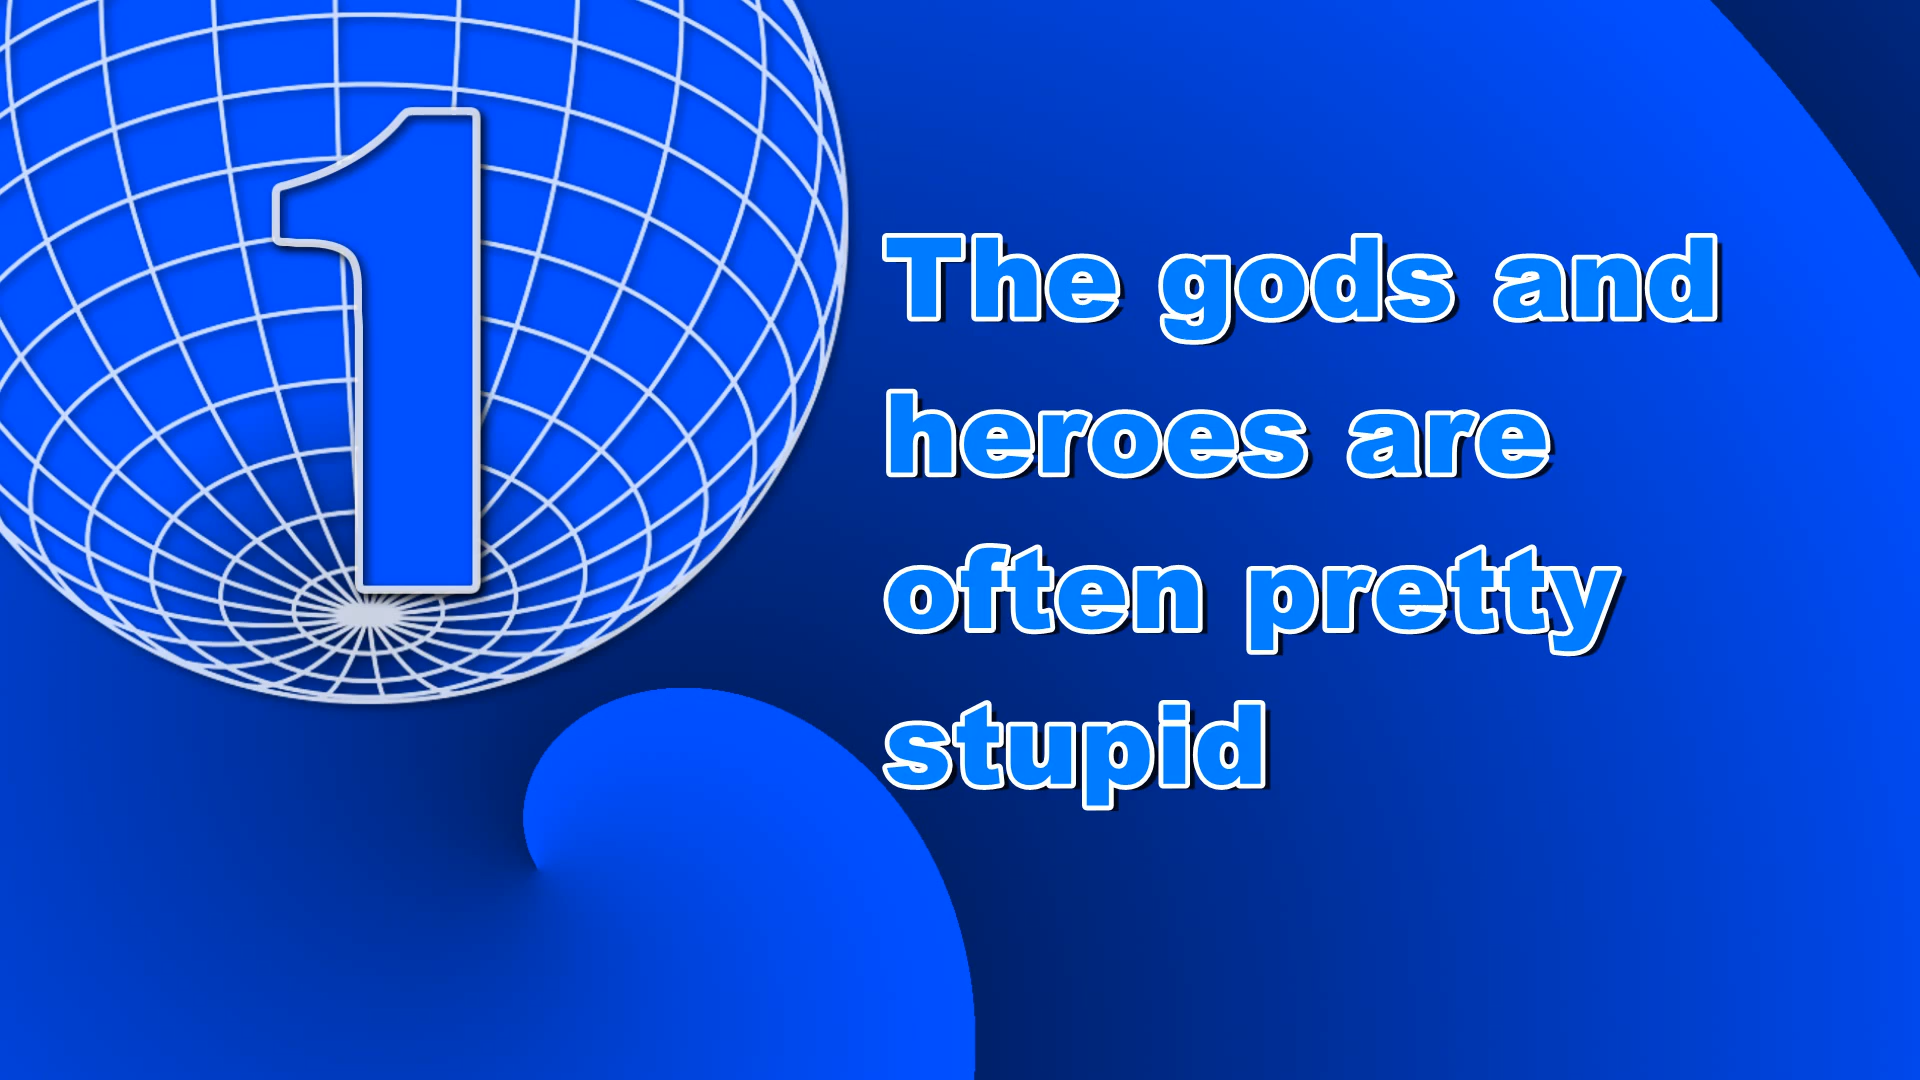 1
The gods and
heroes are
often pretty
stupid